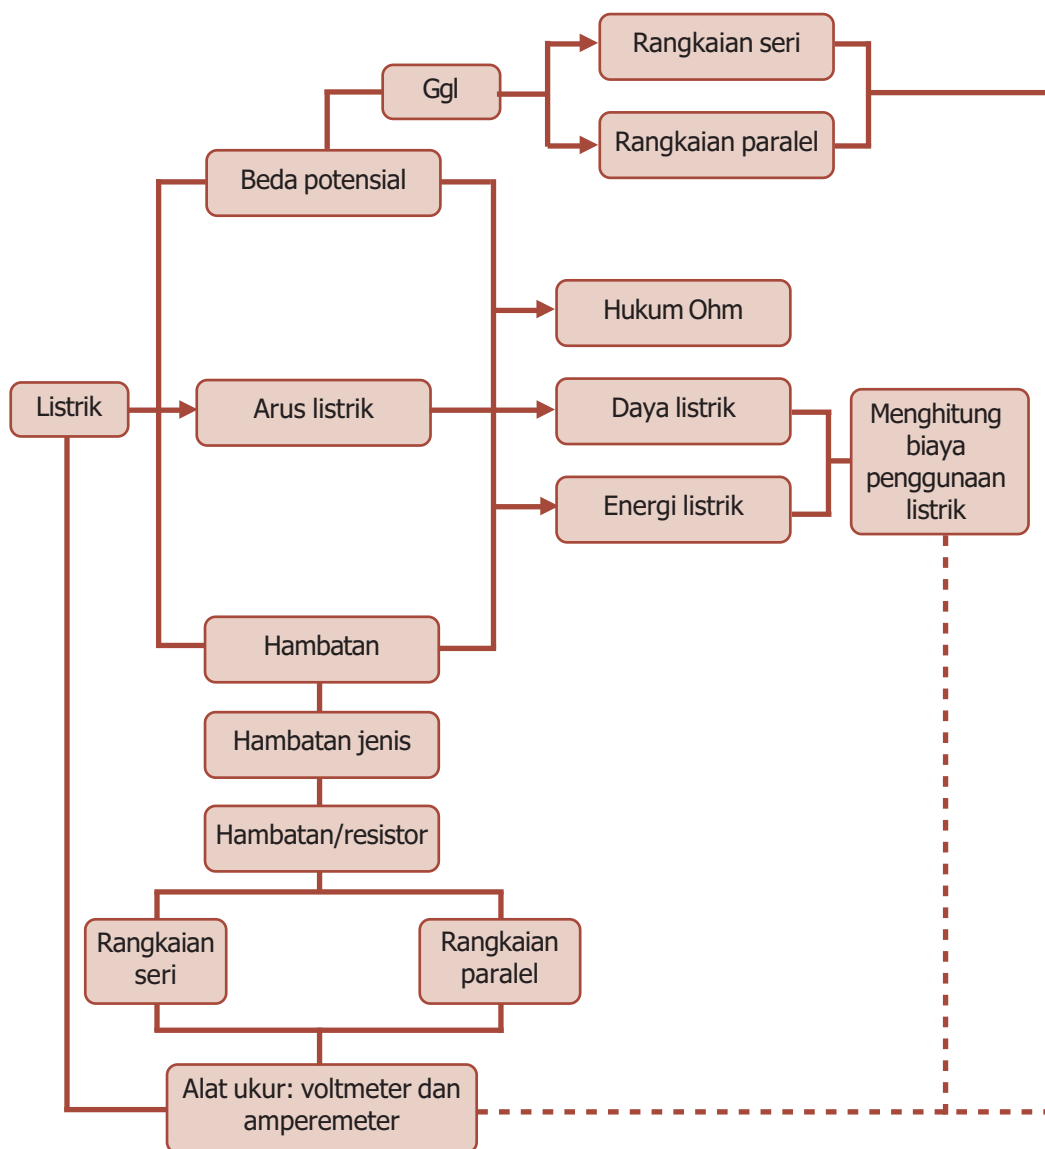 Rangkaian seri
Ggl
Rangkaian paralel
Beda potensial
Hukum Ohm
Listrik
Arus listrik
Daya listrik
Menghitung
biaya
penggunaan
listrik
Energi listrik
Hambatan
Hambatan jenis
Hambatan/resistor
Rangkaian
seri
Rangkaian
paralel
Alat ukur: voltmeter dan
amperemeter